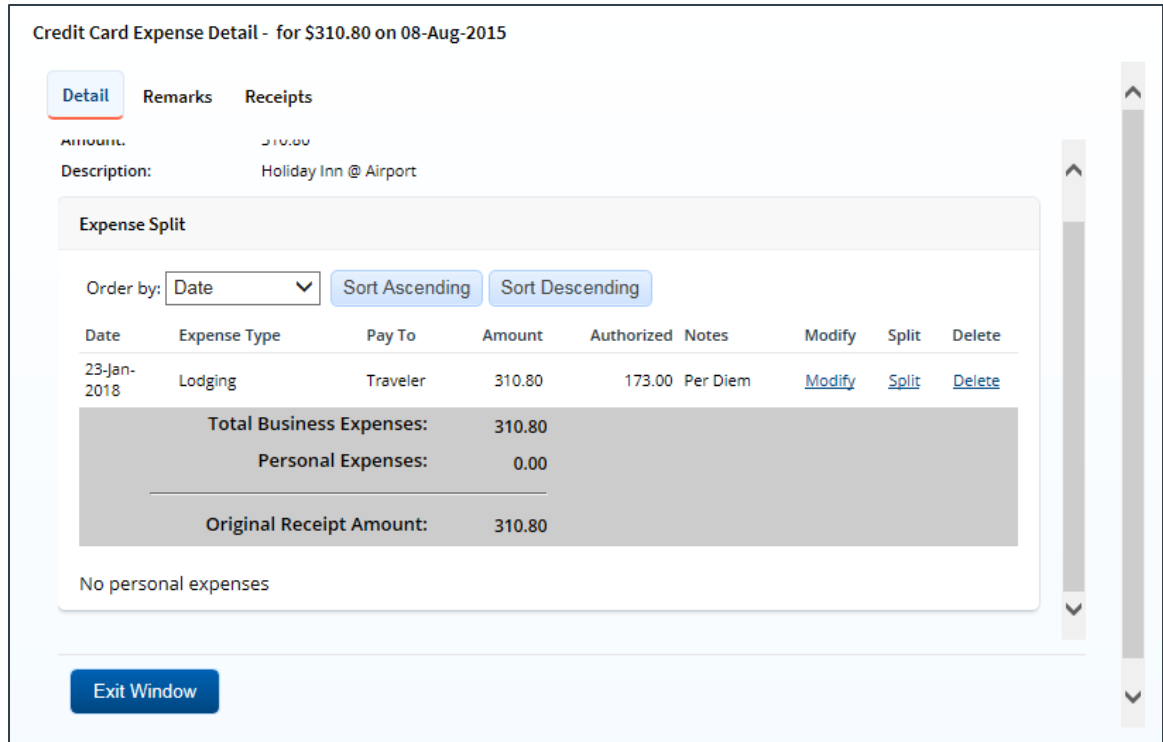 Credit Card Expense Detail - for $310.80 on 08-Aug-2015
Detail Remarks Receipts
Amount: 310.80
Description: Holiday Inn @ Airport
Expense Split
Order by: Date Sort Ascending Sort Descending
Date Expense Type Pay To Amount Authorized Notes Modify Split Delete
23-Jan-
2018 Lodging Traveler 310.80 173.00 Per Diem Modify Split Delete
Total Business Expenses: 310.80
Personal Expenses: 0.00
Original Receipt Amount: 310.80
No personal expenses
Exit Window